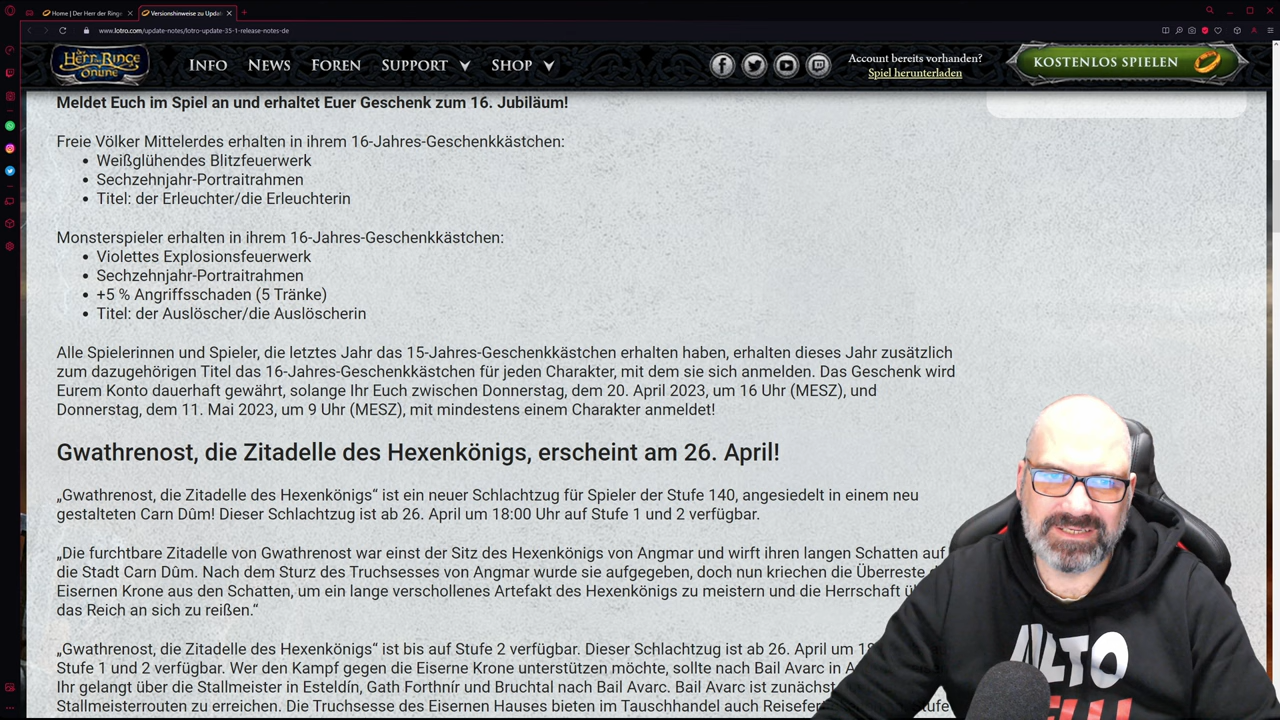 Home | Der Herr der Ringe
Versionshinweise zu Upda
www.lotro.com/update-notes/lotro-update-35-1-release-notes-de
Der Herr der Ringe Online
INFO NEWS FOREN SUPPORT SHOP
Account bereits vorhanden?
Spiel herunterladen
KOSTENLOS SPIELEN
Meldet Euch im Spiel an und erhaltet Euer Geschenk zum 16. Jubiläum!
Freie Völker Mittelerdes erhalten in ihrem 16-Jahres-Geschenkkästchen:
• Weißglühendes Blitzfeuerwerk
• Sechzehnjahr-Portraitrahmen
• Titel: der Erleuchter/die Erleuchterin
Monsterspieler erhalten in ihrem 16-Jahres-Geschenkkästchen:
• Violettes Explosionsfeuerwerk
• Sechzehnjahr-Portraitrahmen
• +5 % Angriffsschaden (5 Tränke)
• Titel: der Auslöscher/die Auslöscherin
Alle Spielerinnen und Spieler, die letztes Jahr das 15-Jahres-Geschenkkästchen erhalten haben, erhalten dieses Jahr zusätzlich
zum dazugehörigen Titel das 16-Jahres-Geschenkkästchen für jeden Charakter, mit dem sie sich anmelden. Das Geschenk wird
Eurem Konto dauerhaft gewährt, solange Ihr Euch zwischen Donnerstag, dem 20. April 2023, um 16 Uhr (MESZ), und
Donnerstag, dem 11. Mai 2023, um 9 Uhr (MESZ), mit mindestens einem Charakter anmeldet!
Gwathrenost, die Zitadelle des Hexenkönigs, erscheint am 26. April!
„Gwathrenost, die Zitadelle des Hexenkönigs“ ist ein neuer Schlachtzug für Spieler der Stufe 140, angesiedelt in einem neu
gestalteten Carn Dûm! Dieser Schlachtzug ist ab 26. April um 18:00 Uhr auf Stufe 1 und 2 verfügbar.
„Die furchtbare Zitadelle von Gwathrenost war einst der Sitz des Hexenkönigs von Angmar und wirft ihren langen Schatten auf
die Stadt Carn Dûm. Nach dem Sturz des Truchsesses von Angmar wurde sie aufgegeben, doch nun kriechen die Überreste
Eisernen Krone aus den Schatten, um ein lange verschollenes Artefakt des Hexenkönigs zu meistern und die Herrschaft
das Reich an sich zu reißen.“
„Gwathrenost, die Zitadelle des Hexenkönigs“ ist bis auf Stufe 2 verfügbar. Dieser Schlachtzug ist ab 26. April um
Stufe 1 und 2 verfügbar. Wer den Kampf gegen die Eiserne Krone unterstützen möchte, sollte nach Bail Avarc in
Ihr gelangt über die Stallmeister in Esteldín, Gath Forthnír und Bruchtal nach Bail Avarc. Bail Avarc ist zunächst
Stallmeisterrouten zu erreichen. Die Truchsesse des Eisernen Hauses bieten im Tauschhandel auch
ALTO